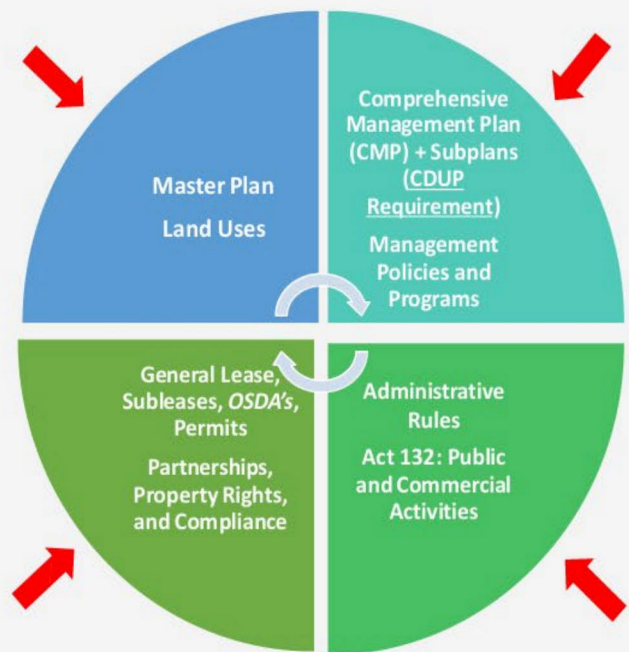 Master Plan
Land Uses
Comprehensive
Management Plan
(CMP) + Subplans
(CDUP
Requirement)
Management
Policies and
Programs
General Lease,
Subleases, OSDA's,
Permits
Partnerships,
Property Rights,
and Compliance
Administrative
Rules
Act 132: Public
and Commercial
Activities